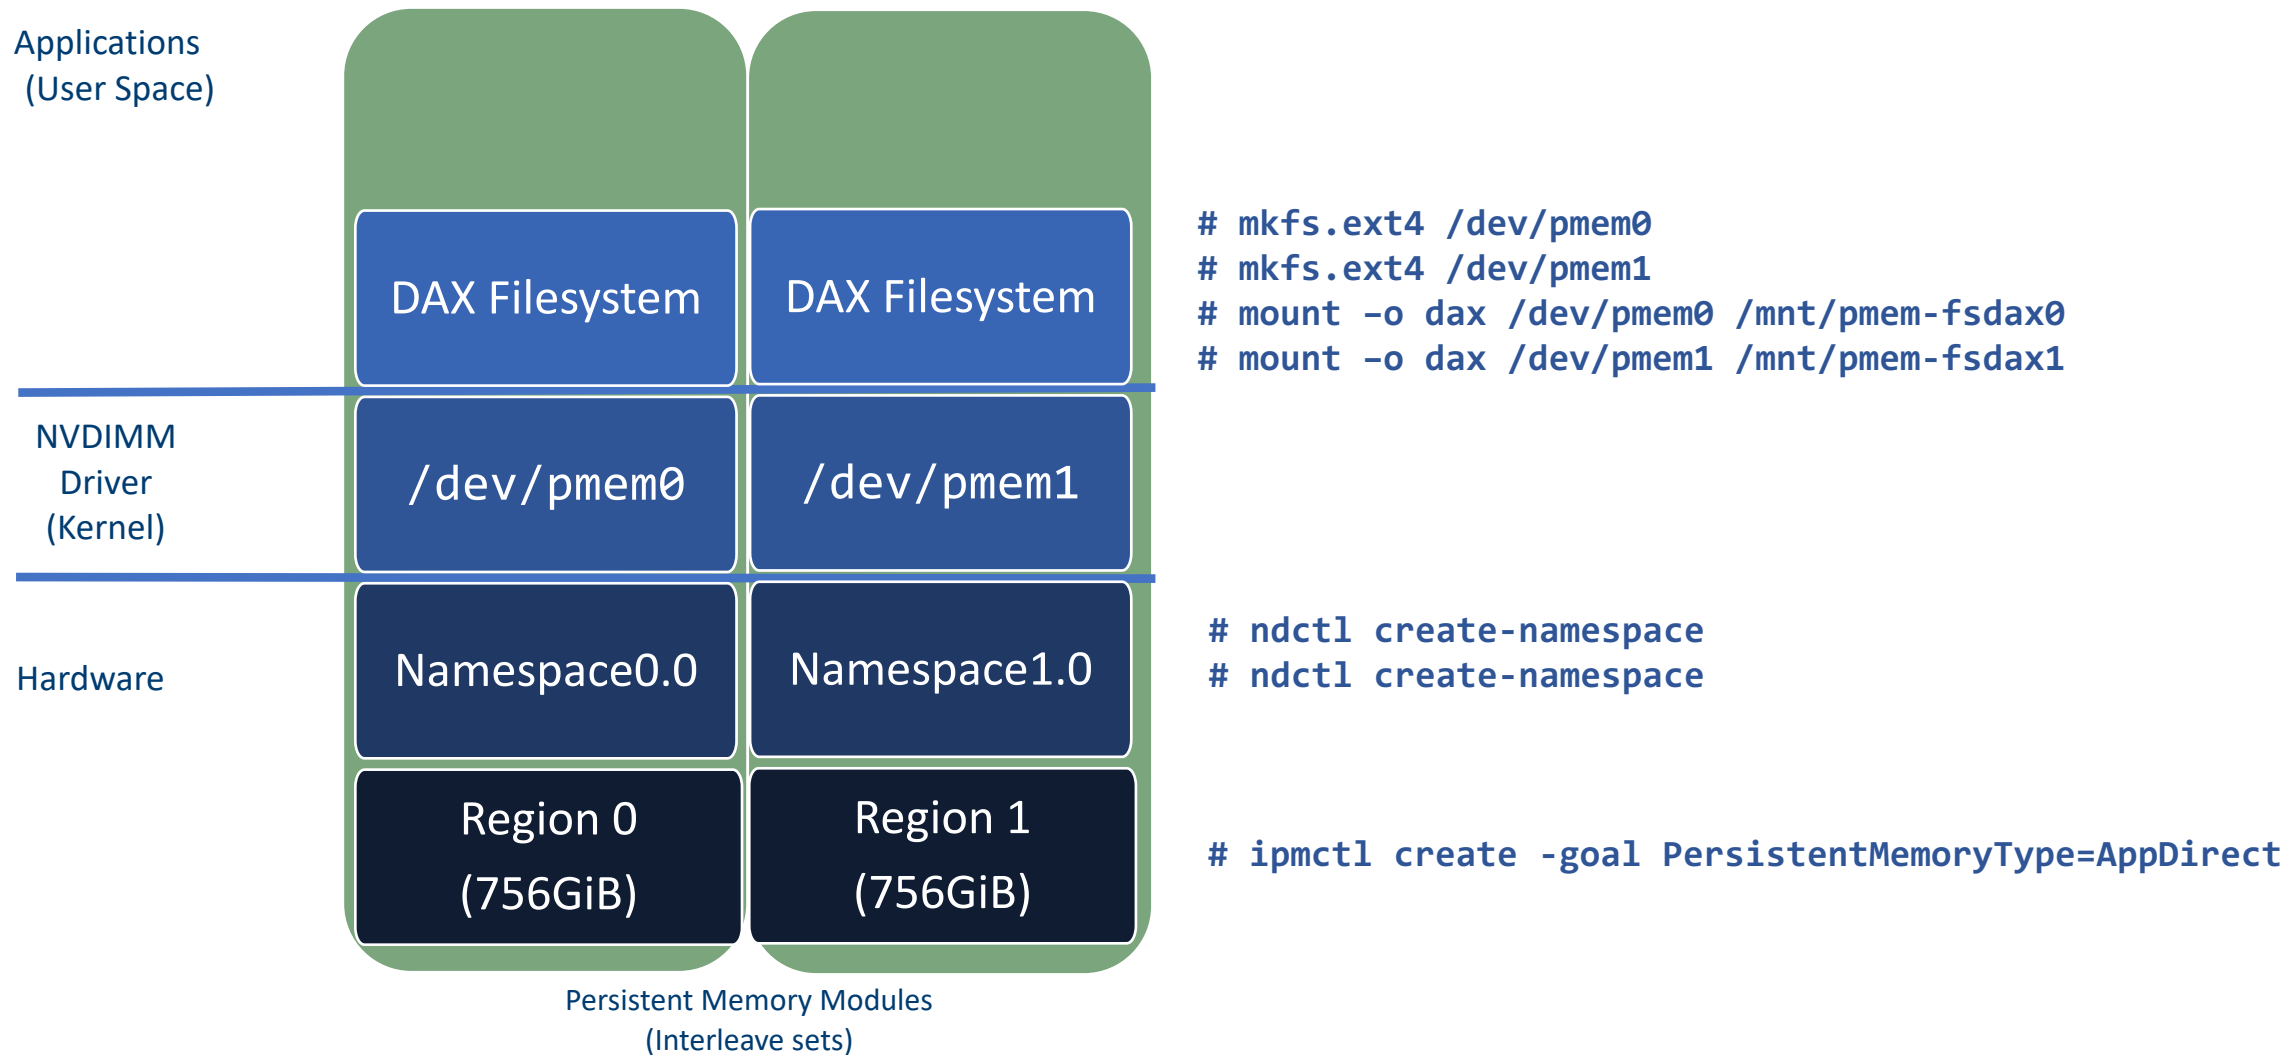 Applications
(User Space)
DAX Filesystem
DAX Filesystem
# mkfs.ext4 /dev/pmem0
# mkfs.ext4 /dev/pmem1
# mount –o dax /dev/pmem0 /mnt/pmem-fsdax0
# mount –o dax /dev/pmem1 /mnt/pmem-fsdax1
NVDIMM
Driver
(Kernel)
/dev/pmem0
/dev/pmem1
Hardware
Namespace0.0
Namespace1.0
# ndctl create-namespace
# ndctl create-namespace
Region 0
(756GiB)
Region 1
(756GiB)
# ipmctl create -goal PersistentMemoryType=AppDirect
Persistent Memory Modules
(Interleave sets)